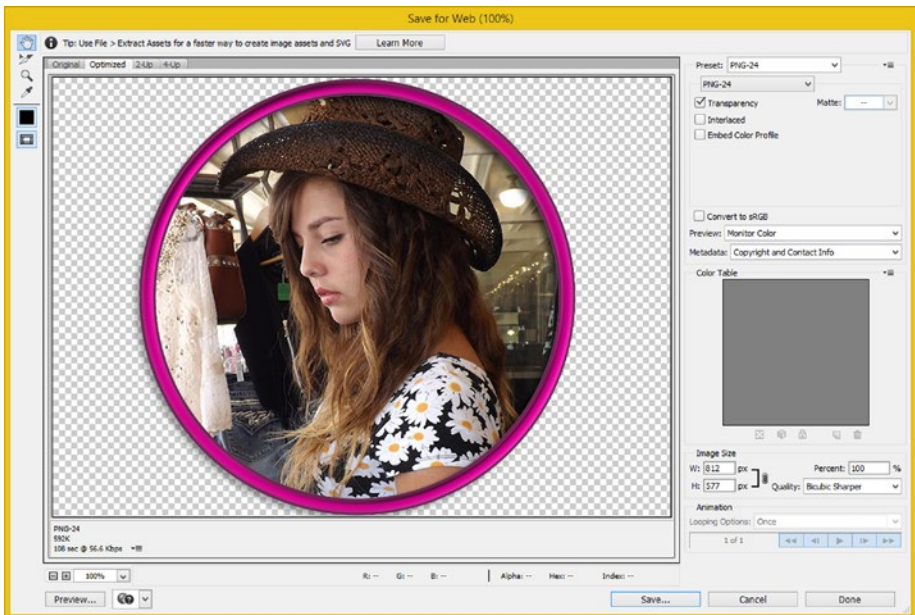 Save for Web (100%)
Tip: Use File > Extract Assets for a faster way to create image assets and SVG
Learn More
Original Optimized 2-Up 4-Up
Preset: PNG-24
PNG-24
Transparency Matte: --
Interlaced
Embed Color Profile
Convert to sRGB
Preview: Monitor Color
Metadata: Copyright and Contact Info
Color Table
Image Size
W: 812 px Percent: 100 %
H: 577 px Quality: Bicubic Sharper
Animation
Looping Options: Once
1 of 1
PNG-24
592K
108 sec @ 56.6 Kbps
100% R: -- G: -- B: -- Alpha: -- Hex: -- Index: --
Preview... Save... Cancel Done